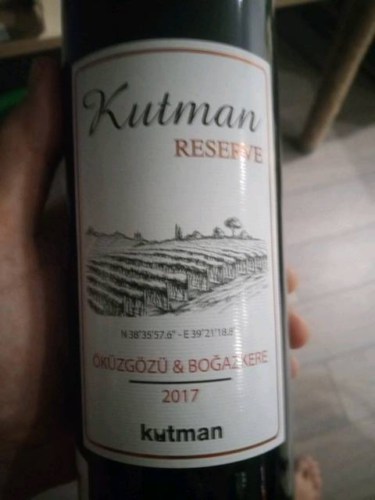 Kutman
RESERVE
N 38°35'57.6" - E 39°21'18.8"
ÖKÜZGÖZÜ & BOĞAZKERE
2017
kutman